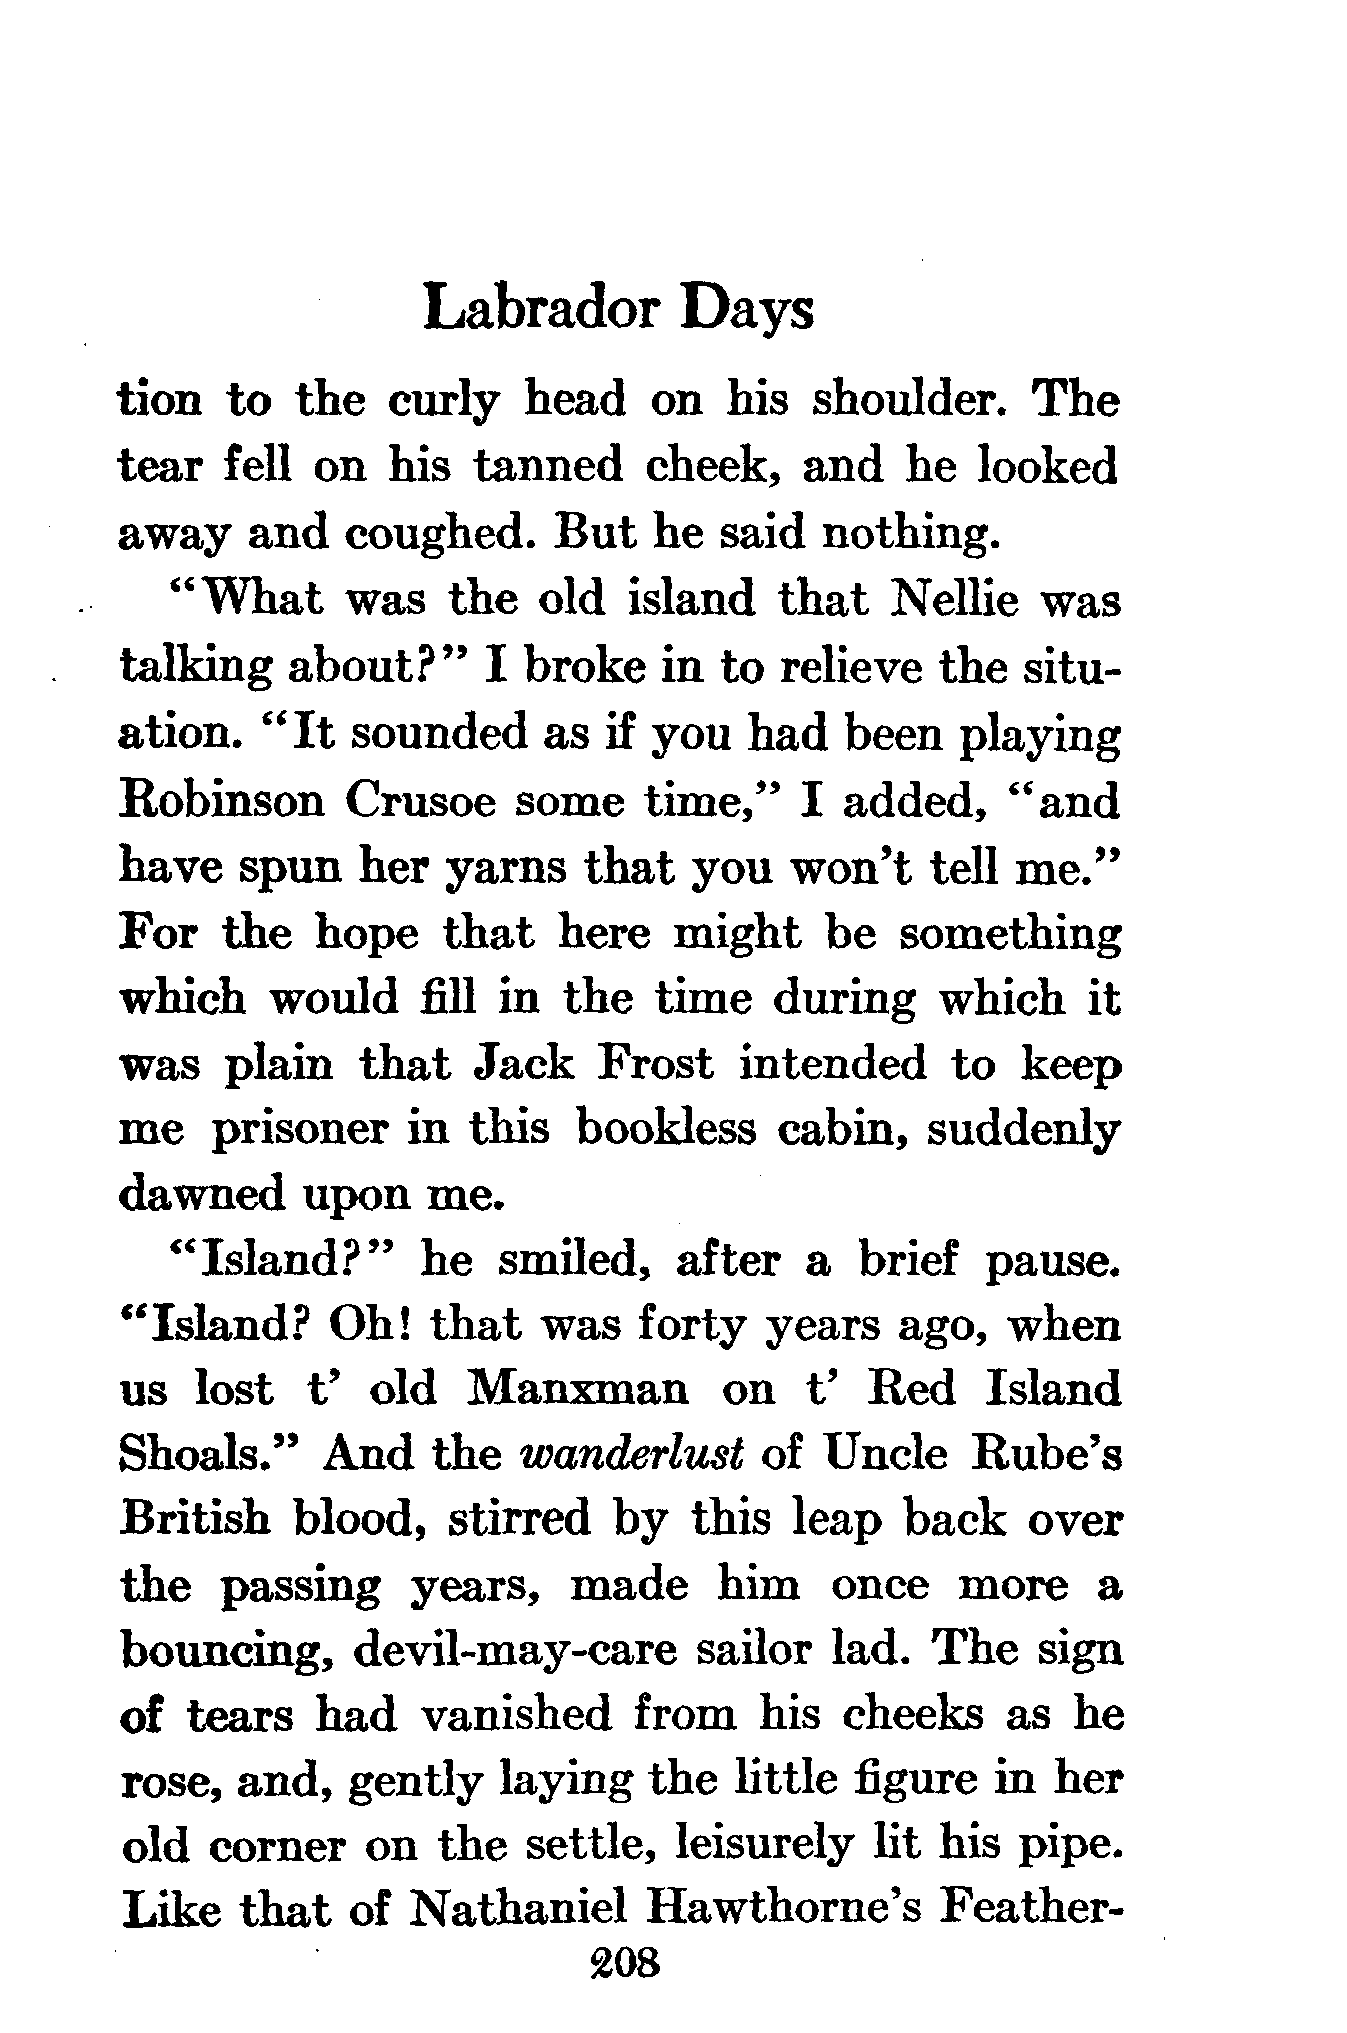 Labrador Days
tion to the curly head on his shoulder. The
tear fell on his tanned cheek, and he looked
away and coughed. But he said nothing.
“What was the old island that Nellie was
talking about?” I broke in to relieve the situ-
ation. “It sounded as if you had been playing
Robinson Crusoe some time,” I added, “and
have spun her yarns that you won’t tell me.”
For the hope that here might be something
which would fill in the time during which it
was plain that Jack Frost intended to keep
me prisoner in this bookless cabin, suddenly
dawned upon me.
“Island?” he smiled, after a brief pause.
“Island? Oh! that was forty years ago, when
us lost t’ old Manxman on t’ Red Island
Shoals.” And the wanderlust of Uncle Rube’s
British blood, stirred by this leap back over
the passing years, made him once more a
bouncing, devil-may-care sailor lad. The sign
of tears had vanished from his cheeks as he
rose, and, gently laying the little figure in her
old corner on the settle, leisurely lit his pipe.
Like that of Nathaniel Hawthorne’s Feather-
208